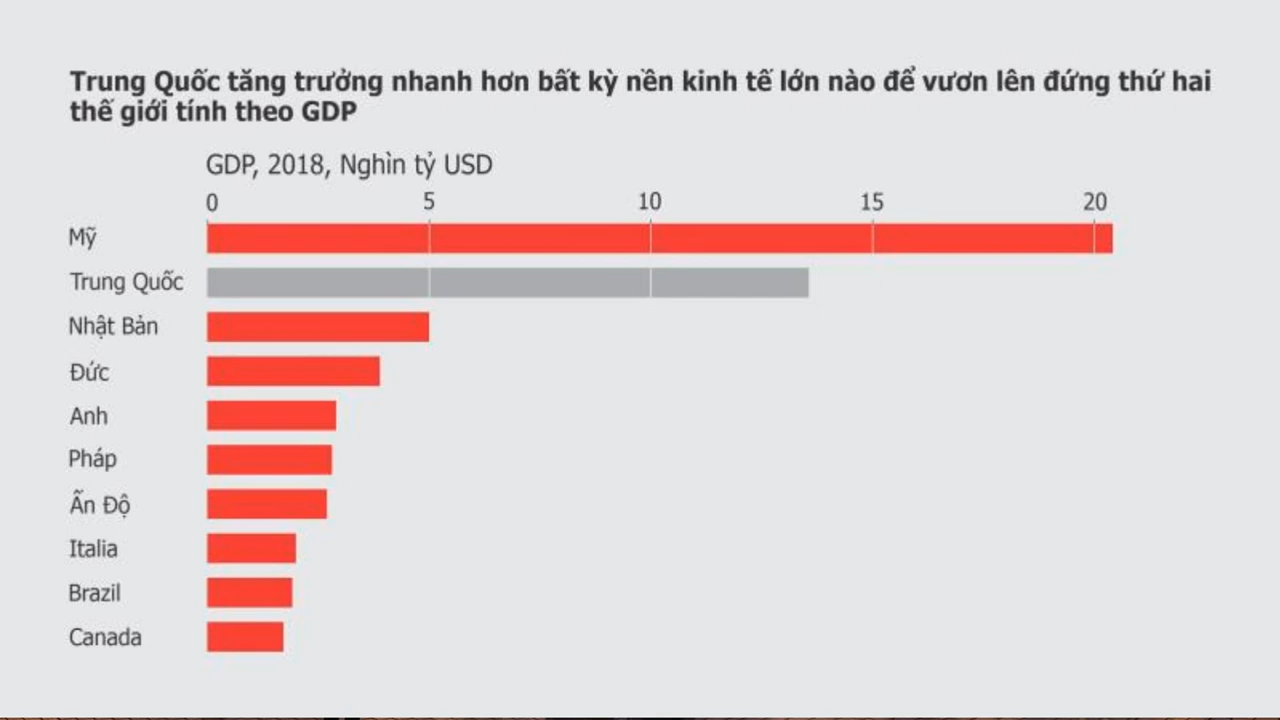 Trung Quốc tăng trưởng nhanh hơn bất kỳ nền kinh tế lớn nào để vươn lên đứng thứ hai
thế giới tính theo GDP
GDP, 2018, Nghìn tỷ USD
0 5 10 15 20
Mỹ
Trung Quốc
Nhật Bản
Đức
Anh
Pháp
Ấn Độ
Italia
Brazil
Canada